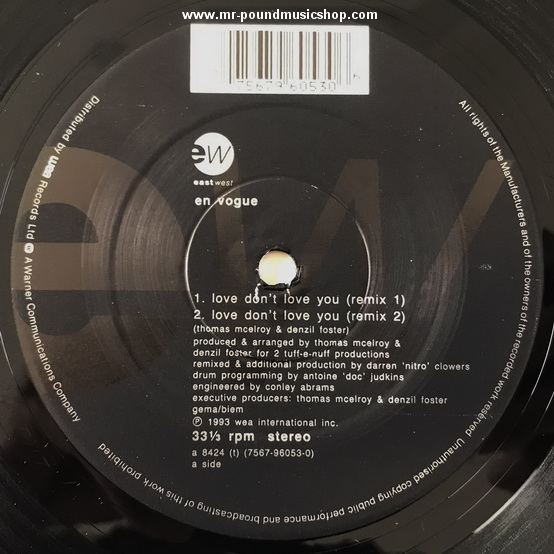 www.mr-poundmusicshop.com
75679 60530
ew
eastwest
en vogue
1. love don't love you (remix 1)
2. love don't love you (remix 2)
(thomas mcelroy & denzil foster)
produced & arranged by thomas mcelroy &
denzil foster for 2 tuff-e-nuff productions
remixed & additional production by darren 'nitro' clowers
drum programming by antoine 'doc' judkins
engineered by conley abrams
executive producers: thomas mcelroy & denzil foster
gema/biem
℗ 1993 wea international inc.
33⅓ rpm stereo
a 8424 (t) (7567-96053-0)
a side
All rights of the Manufacturers and of the owners of the recorded work reserved. Unauthorised copying public performance and broadcasting of this work prohibited
Distributed by wea Records Ltd A Warner Communications Company
ew